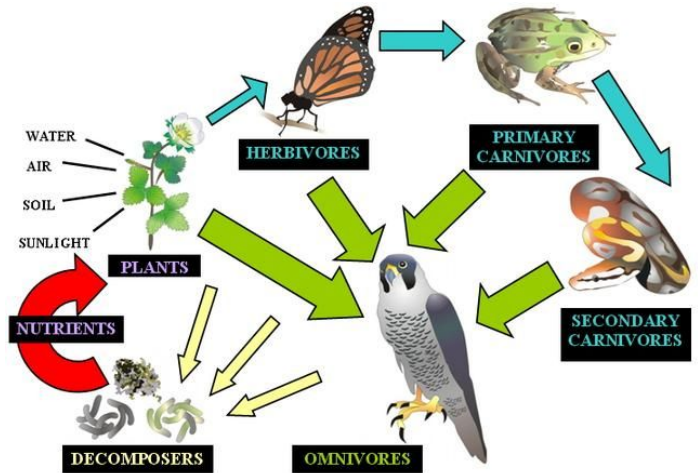 WATER
AIR
SOIL
SUNLIGHT
HERBIVORES
PRIMARY
CARNIVORES
PLANTS
NUTRIENTS
SECONDARY
CARNIVORES
DECOMPOSERS
OMNIVORES